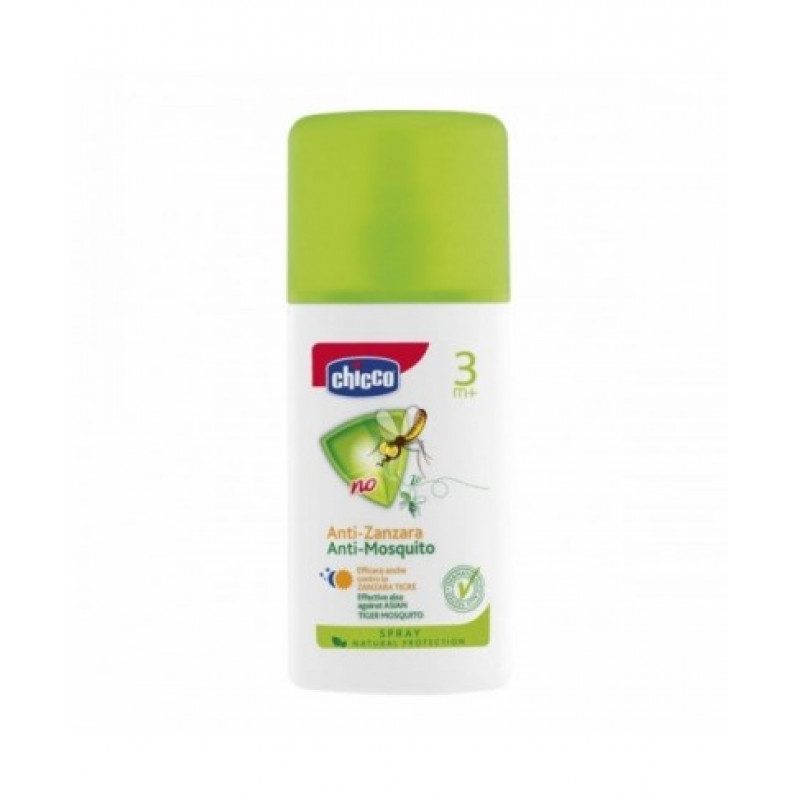 chicco
3
m+
no
Anti-Zanzara
Anti-Mosquito
Efficace anche
contro la
ZANZARA TIGRE
Effective also
against ASIAN
TIGER MOSQUITO
SPRAY
NATURAL PROTECTION